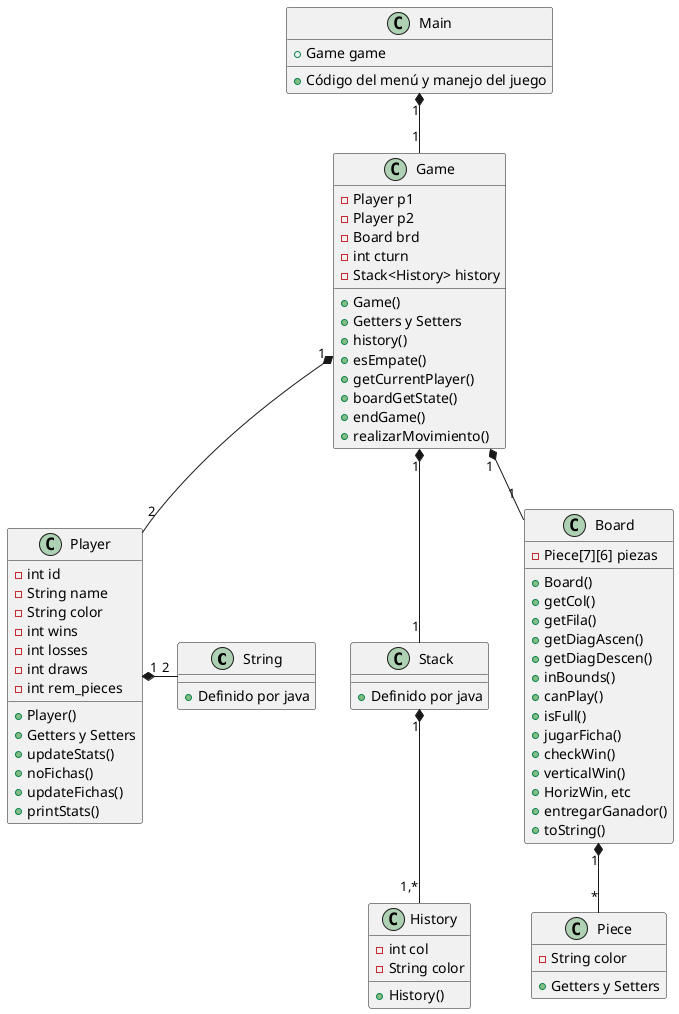 C Main
Game game
Código del menú y manejo del juego
1
1
C Game
Player p1
Player p2
Board brd
int cturn
Stack<History> history
Game()
Getters y Setters
history()
esEmpate()
getCurrentPlayer()
boardGetState()
endGame()
realizarMovimiento()
1
1
1
2
1
1
C Player
int id
String name
String color
int wins
int losses
int draws
int rem_pieces
Player()
Getters y Setters
updateStats()
noFichas()
updateFichas()
printStats()
1 2
C String
Definido por java
C Stack
Definido por java
1
1,*
C Board
Piece[7][6] piezas
Board()
getCol()
getFila()
getDiagAscen()
getDiagDescen()
inBounds()
canPlay()
isFull()
jugarFicha()
checkWin()
verticalWin()
HorizWin, etc
entregarGanador()
toString()
1
*
C History
int col
String color
History()
C Piece
String color
Getters y Setters